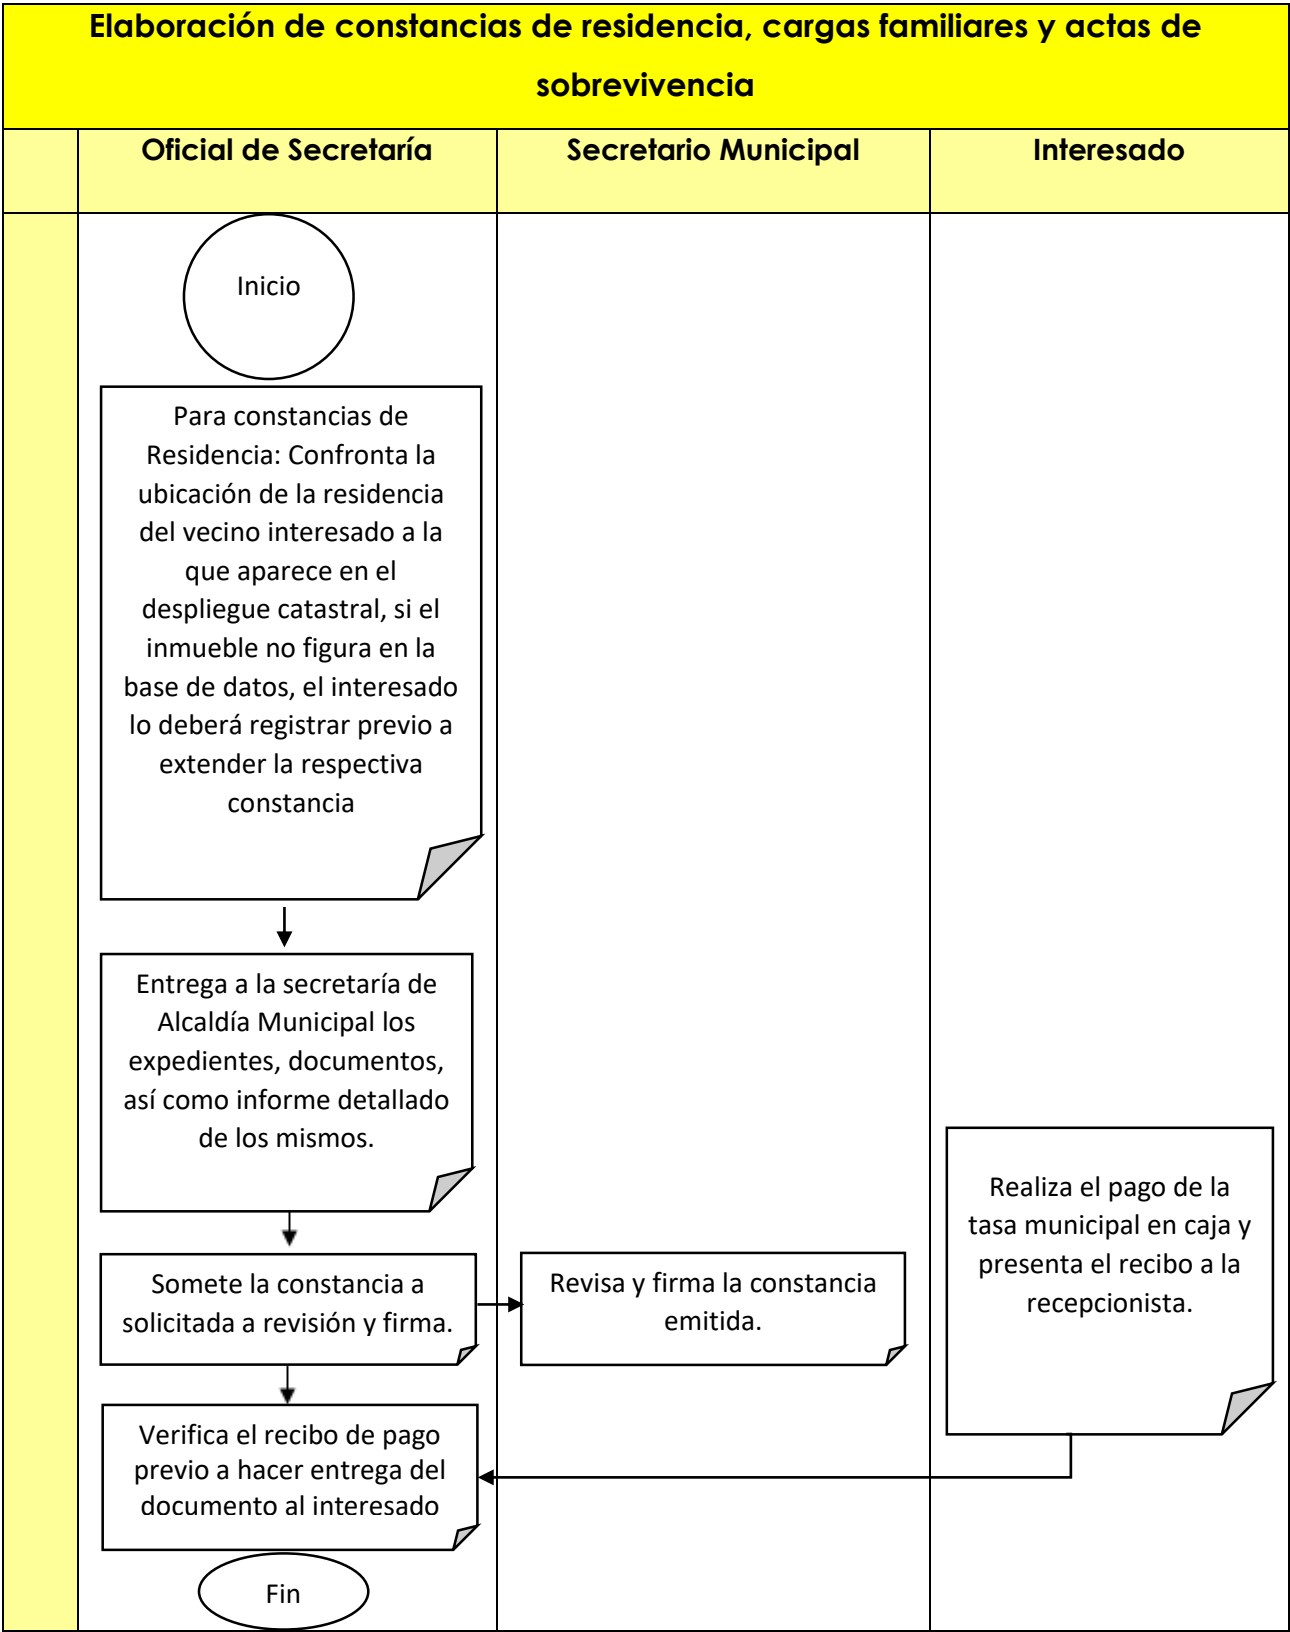 Elaboración de constancias de residencia, cargas familiares y actas de
sobrevivencia
Oficial de Secretaría
Secretario Municipal
Interesado
Inicio
Para constancias de
Residencia: Confronta la
ubicación de la residencia
del vecino interesado a la
que aparece en el
despliegue catastral, si el
inmueble no figura en la
base de datos, el interesado
lo deberá registrar previo a
extender la respectiva
constancia
Entrega a la secretaría de
Alcaldía Municipal los
expedientes, documentos,
así como informe detallado
de los mismos.
Realiza el pago de la
tasa municipal en caja y
presenta el recibo a la
recepcionista.
Somete la constancia a
solicitada a revisión y firma.
Revisa y firma la constancia
emitida.
Verifica el recibo de pago
previo a hacer entrega del
documento al interesado
Fin